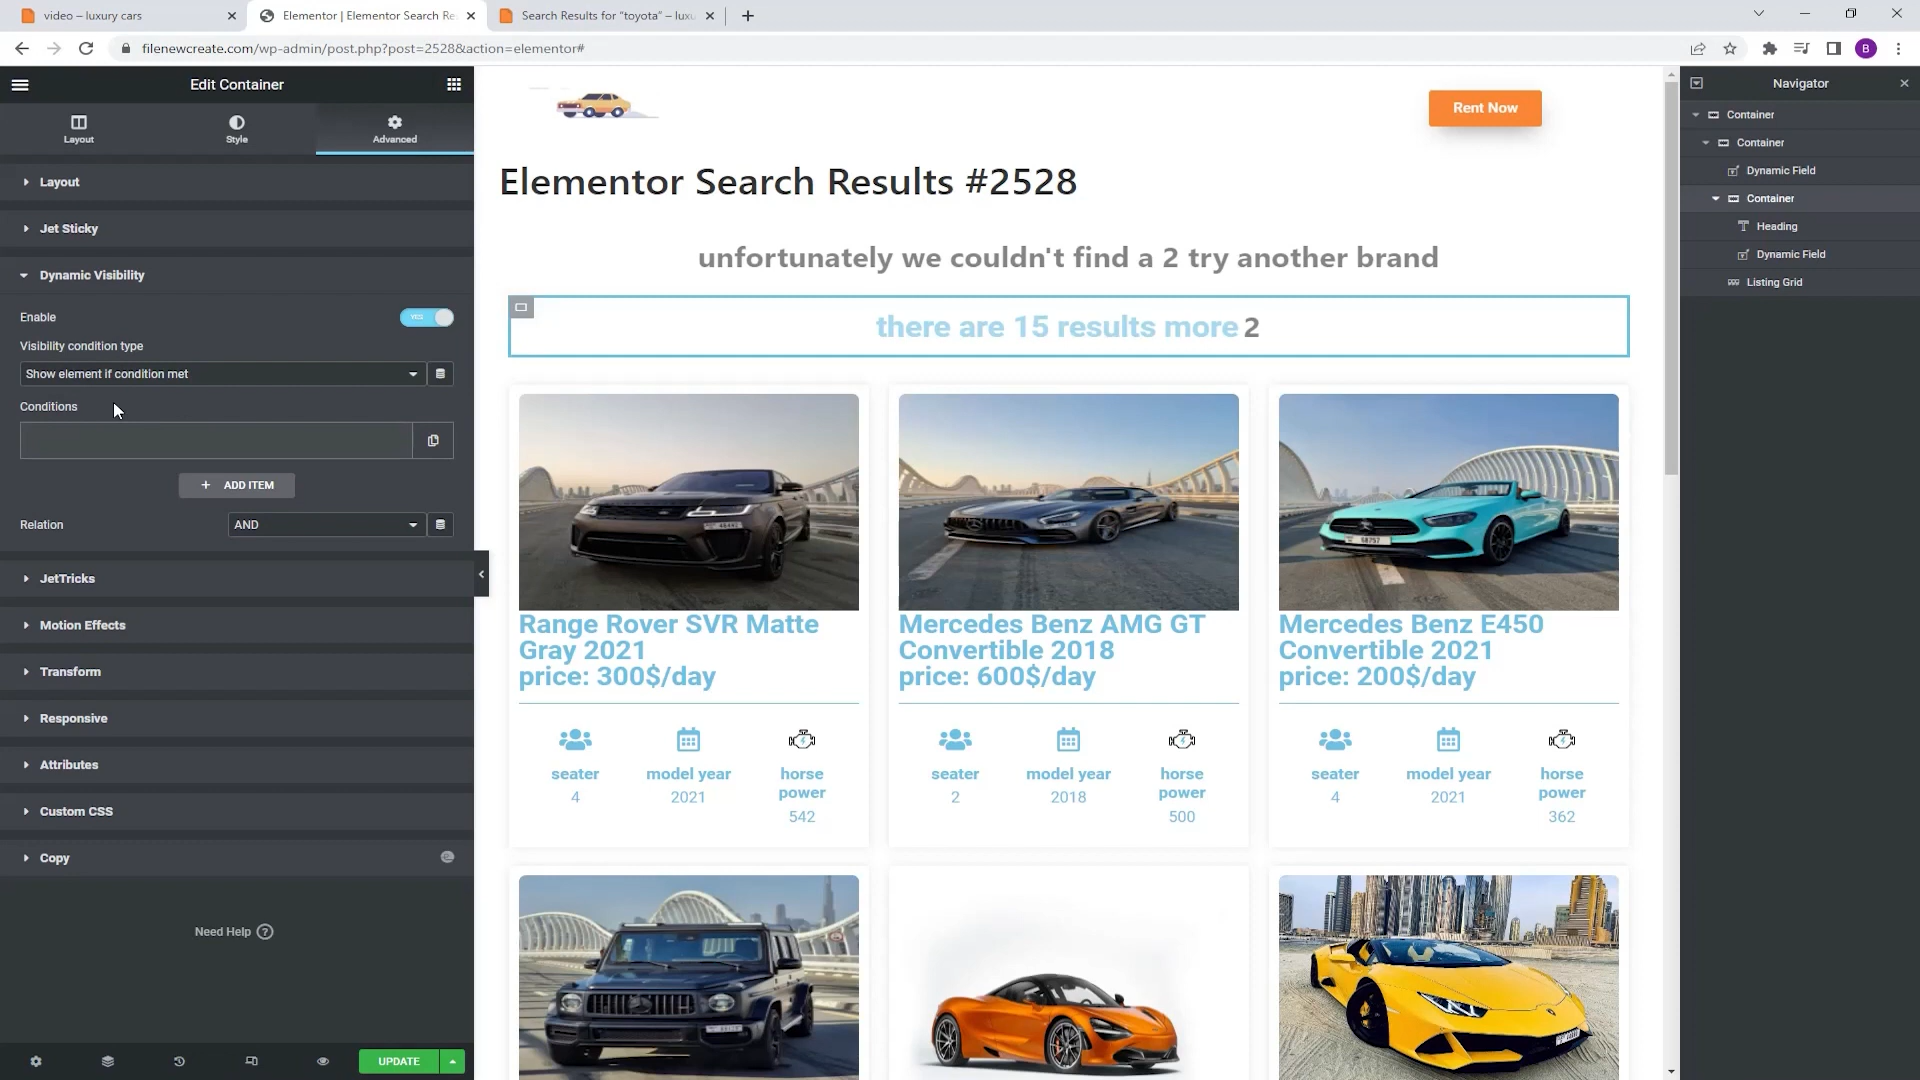 video – luxury cars
Elementor | Elementor Search Re
Search Results for “toyota” – luxu
filenewcreate.com/wp-admin/post.php?post=2528&action=elementor#
B
Edit Container
Layout
Style
Advanced
Layout
Jet Sticky
Dynamic Visibility
Enable
YES
Visibility condition type
Show element if condition met
Conditions
+ ADD ITEM
Relation
AND
JetTricks
Motion Effects
Transform
Responsive
Attributes
Custom CSS
Copy
Need Help ?
UPDATE
Rent Now
Elementor Search Results #2528
unfortunately we couldn't find a 2 try another brand
there are 15 results more 2
Range Rover SVR Matte
Gray 2021
price: 300$/day
seater
4
model year
2021
horse
power
542
Mercedes Benz AMG GT
Convertible 2018
price: 600$/day
seater
2
model year
2018
horse
power
500
Mercedes Benz E450
Convertible 2021
price: 200$/day
seater
4
model year
2021
horse
power
362
Navigator
Container
Container
Dynamic Field
Container
Heading
Dynamic Field
Listing Grid